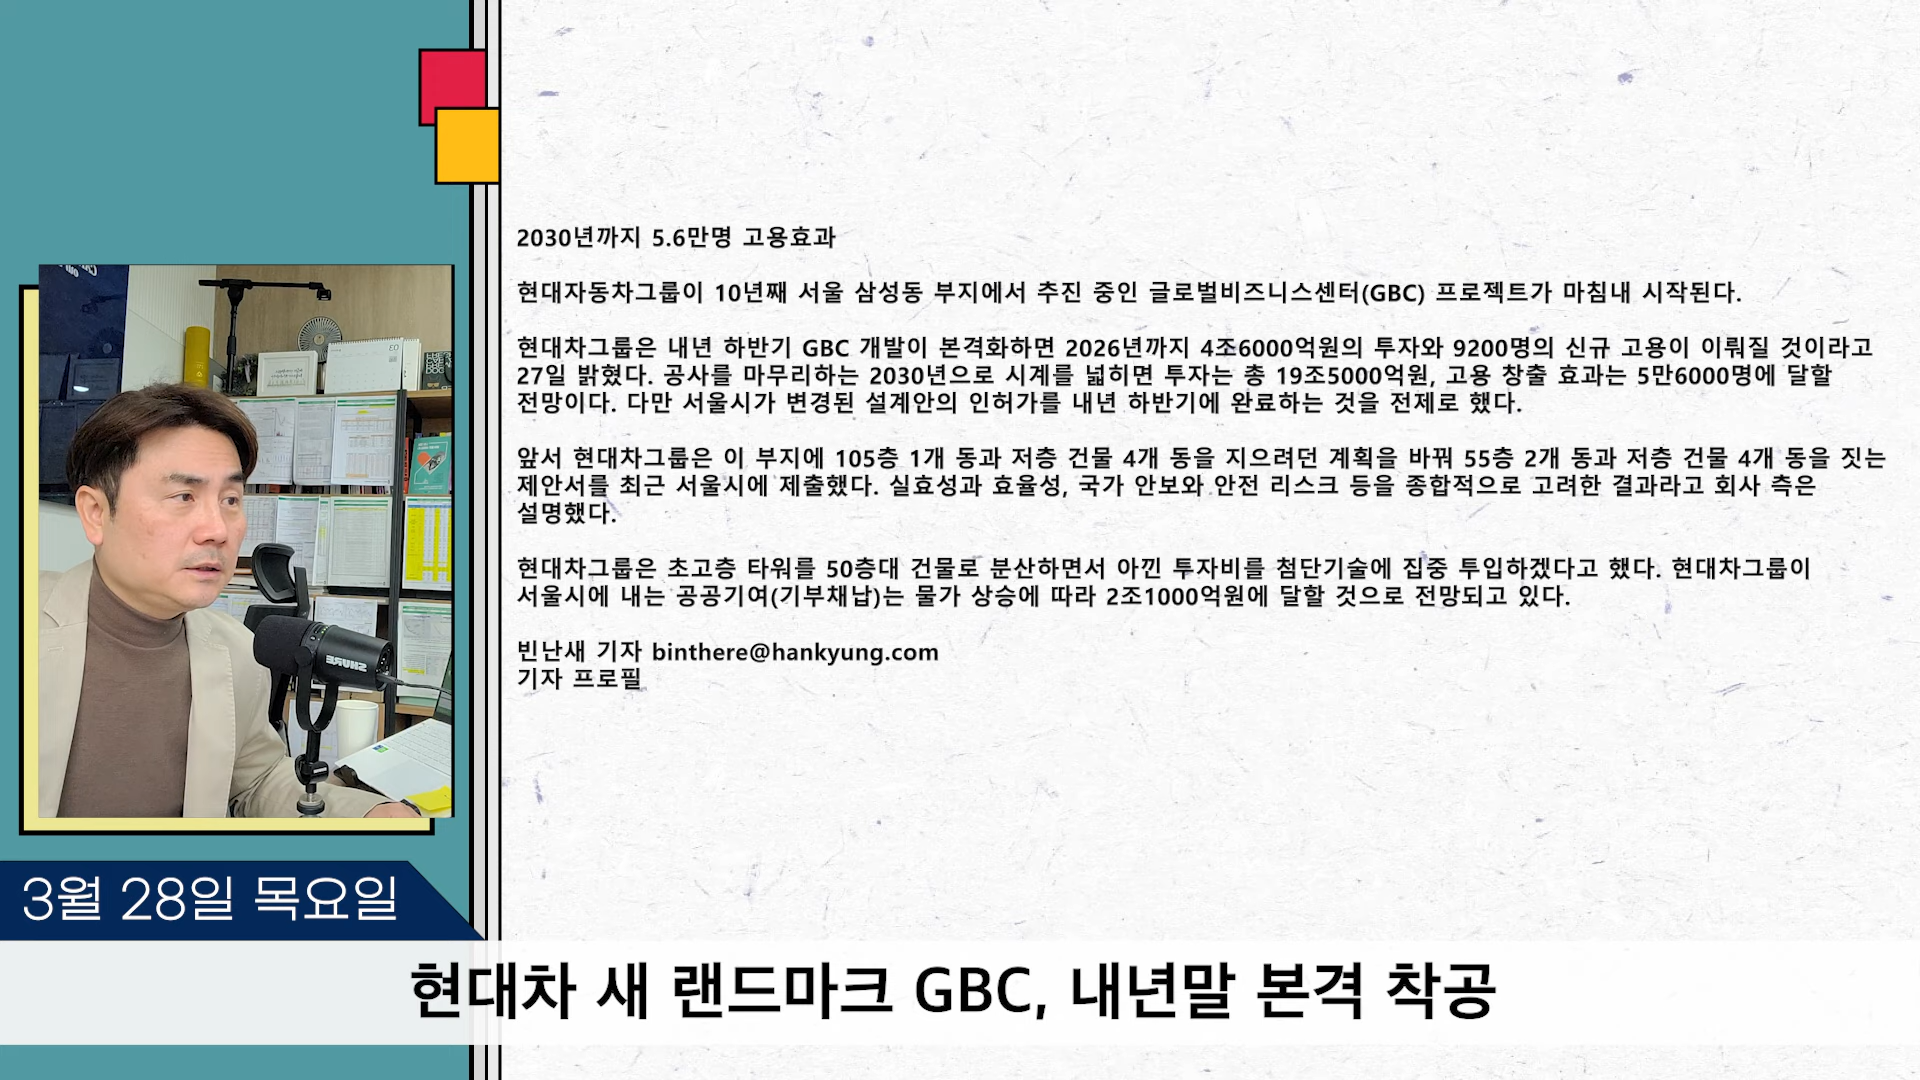 2030년까지 5.6만명 고용효과
현대자동차그룹이 10년째 서울 삼성동 부지에서 추진 중인 글로벌비즈니스센터(GBC) 프로젝트가 마침내 시작된다.
현대차그룹은 내년 하반기 GBC 개발이 본격화하면 2026년까지 4조6000억원의 투자와 9200명의 신규 고용이 이뤄질 것이라고
27일 밝혔다. 공사를 마무리하는 2030년으로 시계를 넓히면 투자는 총 19조5000억원, 고용 창출 효과는 5만6000명에 달할
전망이다. 다만 서울시가 변경된 설계안의 인허가를 내년 하반기에 완료하는 것을 전제로 했다.
앞서 현대차그룹은 이 부지에 105층 1개 동과 저층 건물 4개 동을 지으려던 계획을 바꿔 55층 2개 동과 저층 건물 4개 동을 짓는
제안서를 최근 서울시에 제출했다. 실효성과 효율성, 국가 안보와 안전 리스크 등을 종합적으로 고려한 결과라고 회사 측은
설명했다.
현대차그룹은 초고층 타워를 50층대 건물로 분산하면서 아낀 투자비를 첨단기술에 집중 투입하겠다고 했다. 현대차그룹이
서울시에 내는 공공기여(기부채납)는 물가 상승에 따라 2조1000억원에 달할 것으로 전망되고 있다.
빈난새 기자 binthere@hankyung.com
기자 프로필
SHURE
3월 28일 목요일
현대차 새 랜드마크 GBC, 내년말 본격 착공